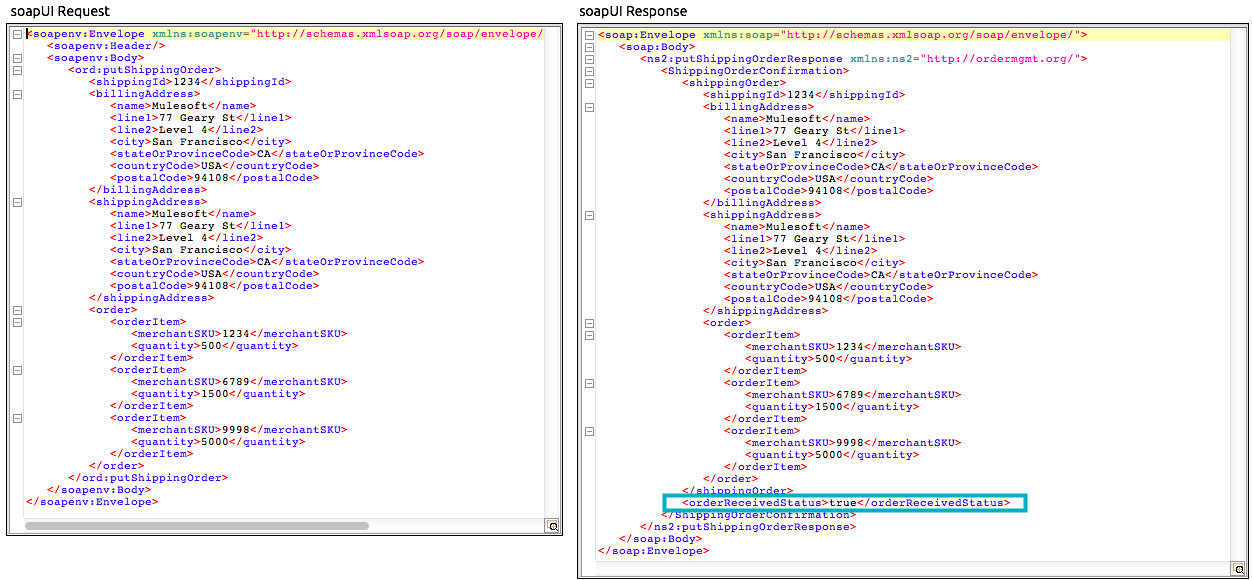 soapUI Request
<soapenv:Envelope xmlns:soapenv="http://schemas.xmlsoap.org/soap/envelope/
<soapenv:Header/>
<soapenv:Body>
<ord:putShippingOrder>
<shippingId>1234</shippingId>
<billingAddress>
<name>Mulesoft</name>
<line1>77 Geary St</line1>
<line2>Level 4</line2>
<city>San Francisco</city>
<stateOrProvinceCode>CA</stateOrProvinceCode>
<countryCode>USA</countryCode>
<postalCode>94108</postalCode>
</billingAddress>
<shippingAddress>
<name>Mulesoft</name>
<line1>77 Geary St</line1>
<line2>Level 4</line2>
<city>San Francisco</city>
<stateOrProvinceCode>CA</stateOrProvinceCode>
<countryCode>USA</countryCode>
<postalCode>94108</postalCode>
</shippingAddress>
<order>
<orderItem>
<merchantSKU>1234</merchantSKU>
<quantity>500</quantity>
</orderItem>
<orderItem>
<merchantSKU>6789</merchantSKU>
<quantity>1500</quantity>
</orderItem>
<orderItem>
<merchantSKU>9998</merchantSKU>
<quantity>5000</quantity>
</orderItem>
</order>
</ord:putShippingOrder>
</soapenv:Body>
</soapenv:Envelope>
soapUI Response
<soap:Envelope xmlns:soap="http://schemas.xmlsoap.org/soap/envelope/">
<soap:Body>
<ns2:putShippingOrderResponse xmlns:ns2="http://ordermgmt.org/">
<ShippingOrderConfirmation>
<shippingOrder>
<shippingId>1234</shippingId>
<billingAddress>
<name>Mulesoft</name>
<line1>77 Geary St</line1>
<line2>Level 4</line2>
<city>San Francisco</city>
<stateOrProvinceCode>CA</stateOrProvinceCode>
<countryCode>USA</countryCode>
<postalCode>94108</postalCode>
</billingAddress>
<shippingAddress>
<name>Mulesoft</name>
<line1>77 Geary St</line1>
<line2>Level 4</line2>
<city>San Francisco</city>
<stateOrProvinceCode>CA</stateOrProvinceCode>
<countryCode>USA</countryCode>
<postalCode>94108</postalCode>
</shippingAddress>
<order>
<orderItem>
<merchantSKU>1234</merchantSKU>
<quantity>500</quantity>
</orderItem>
<orderItem>
<merchantSKU>6789</merchantSKU>
<quantity>1500</quantity>
</orderItem>
<orderItem>
<merchantSKU>9998</merchantSKU>
<quantity>5000</quantity>
</orderItem>
</order>
</shippingOrder>
<orderReceivedStatus>true</orderReceivedStatus>
</ShippingOrderConfirmation>
</ns2:putShippingOrderResponse>
</soap:Body>
</soap:Envelope>